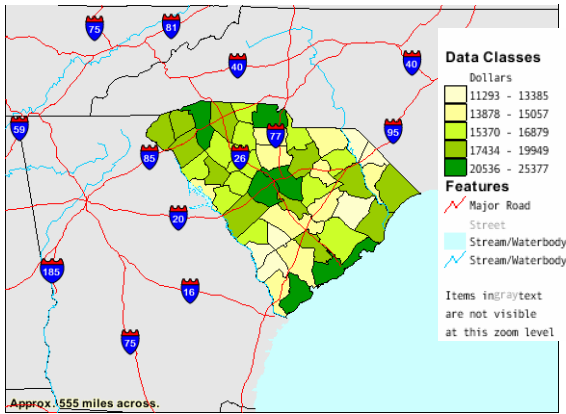 75
81
40
40
59
95
77
85
26
20
185
16
75
Data Classes
Dollars
11293 - 13385
13878 - 15057
15370 - 16879
17434 - 19949
20536 - 25377
Features
Major Road
Street
Stream/Waterbody
Stream/Waterbody
Items in gray text
are not visible
at this zoom level
Approx. 555 miles across.